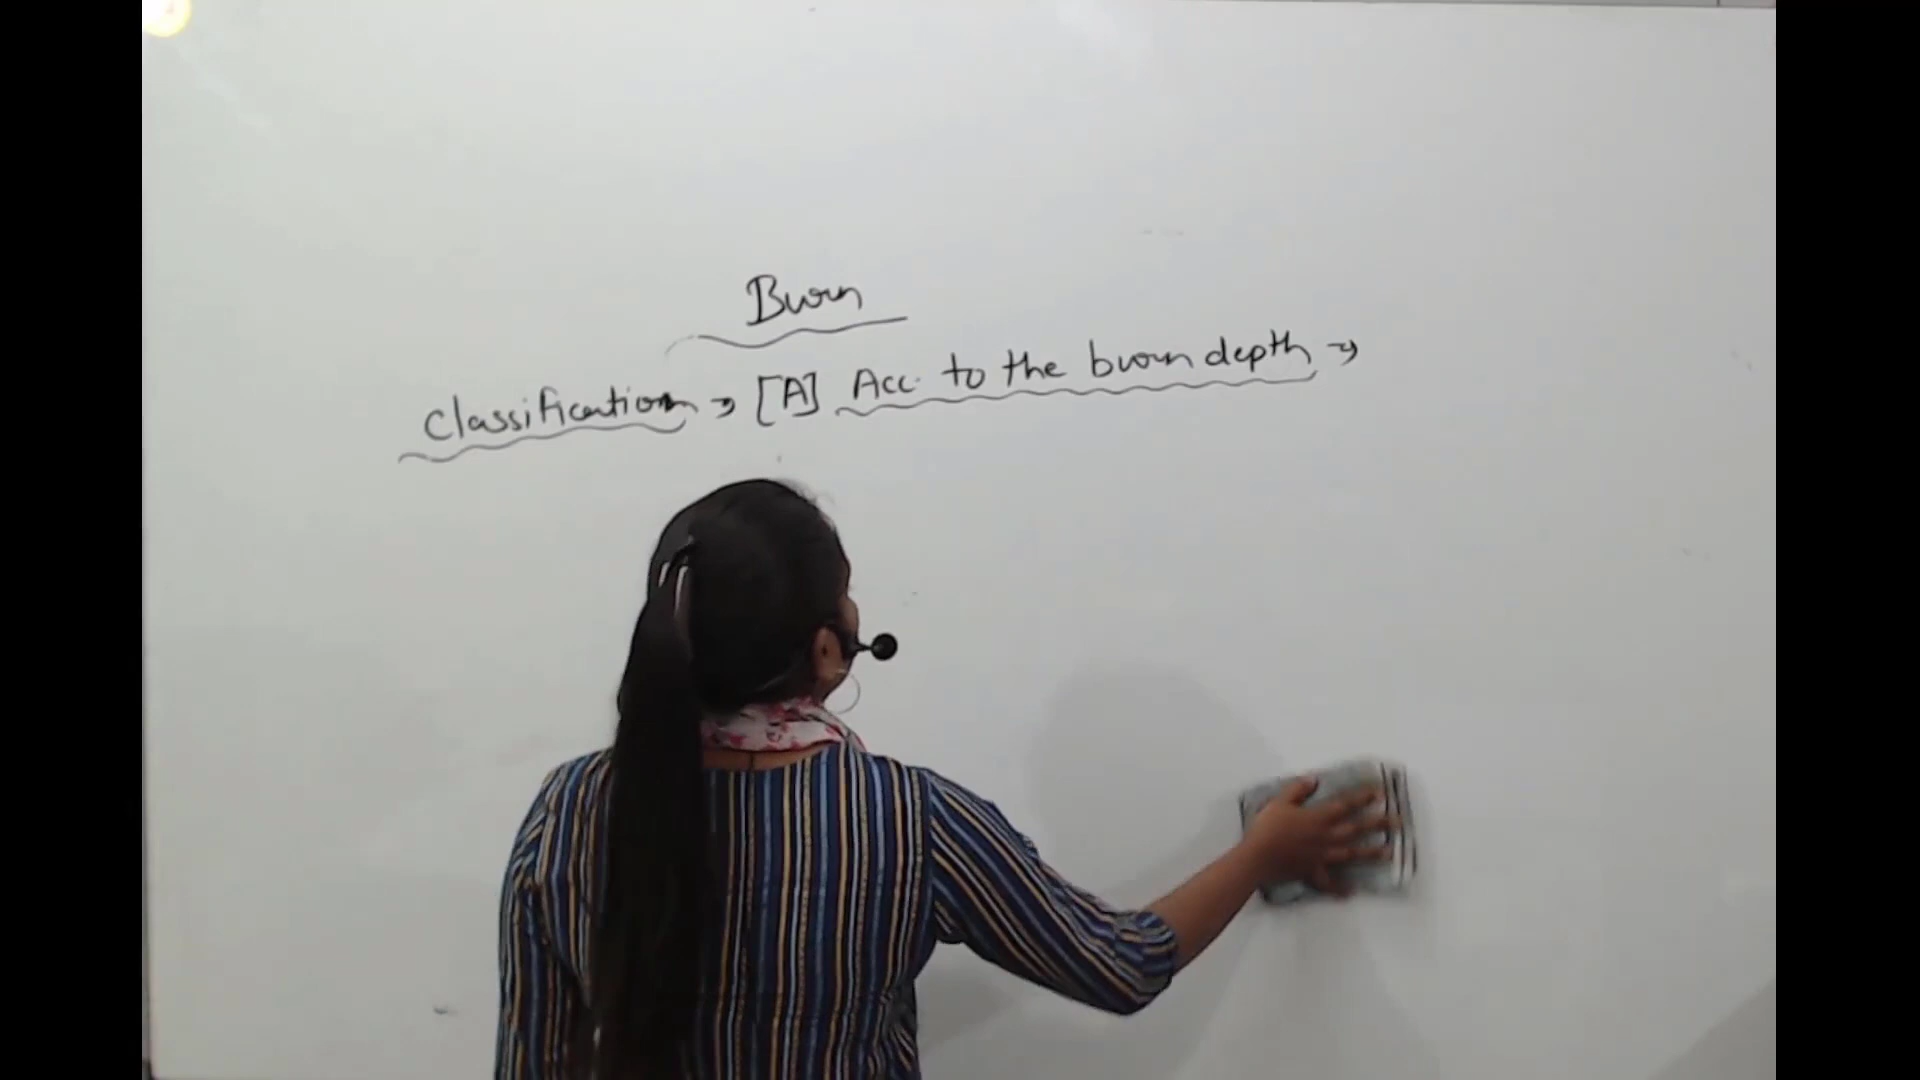 Burn
Classification → [A] Acc. to the burn depth →